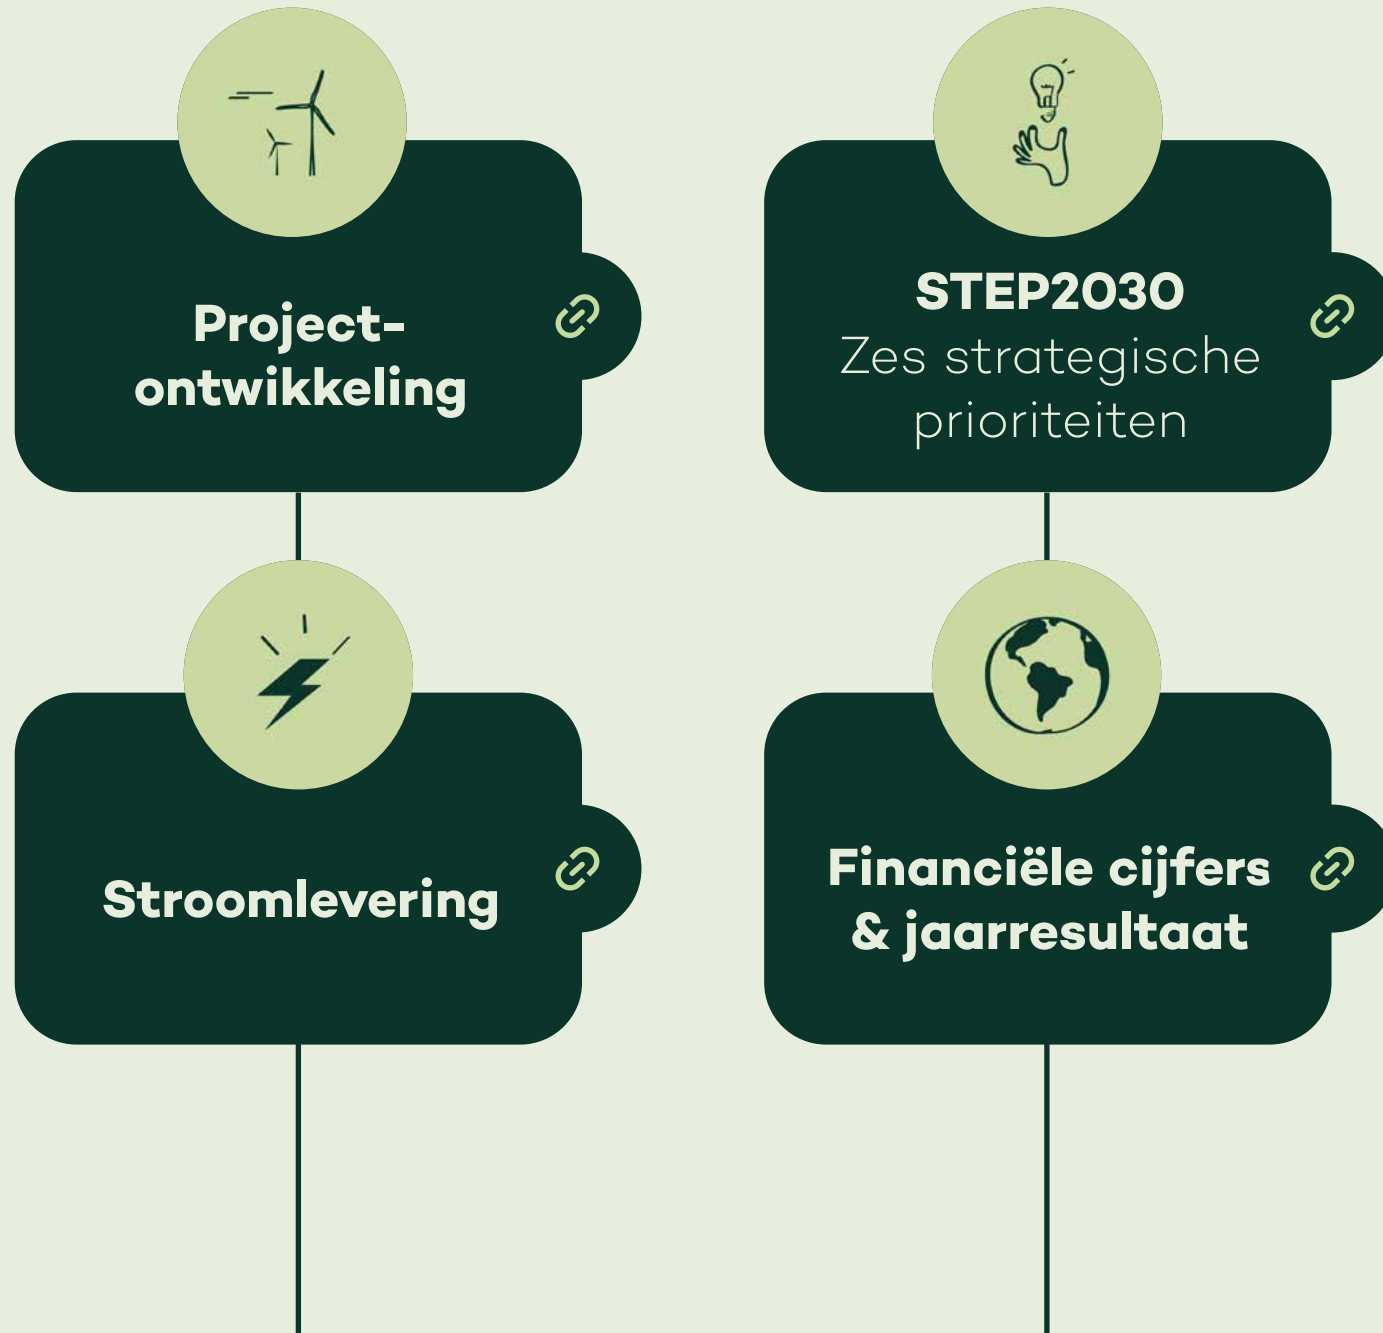 Project-
ontwikkeling
STEP2030
Zes strategische
prioriteiten
Stroomlevering
Financiële cijfers
& jaarresultaat